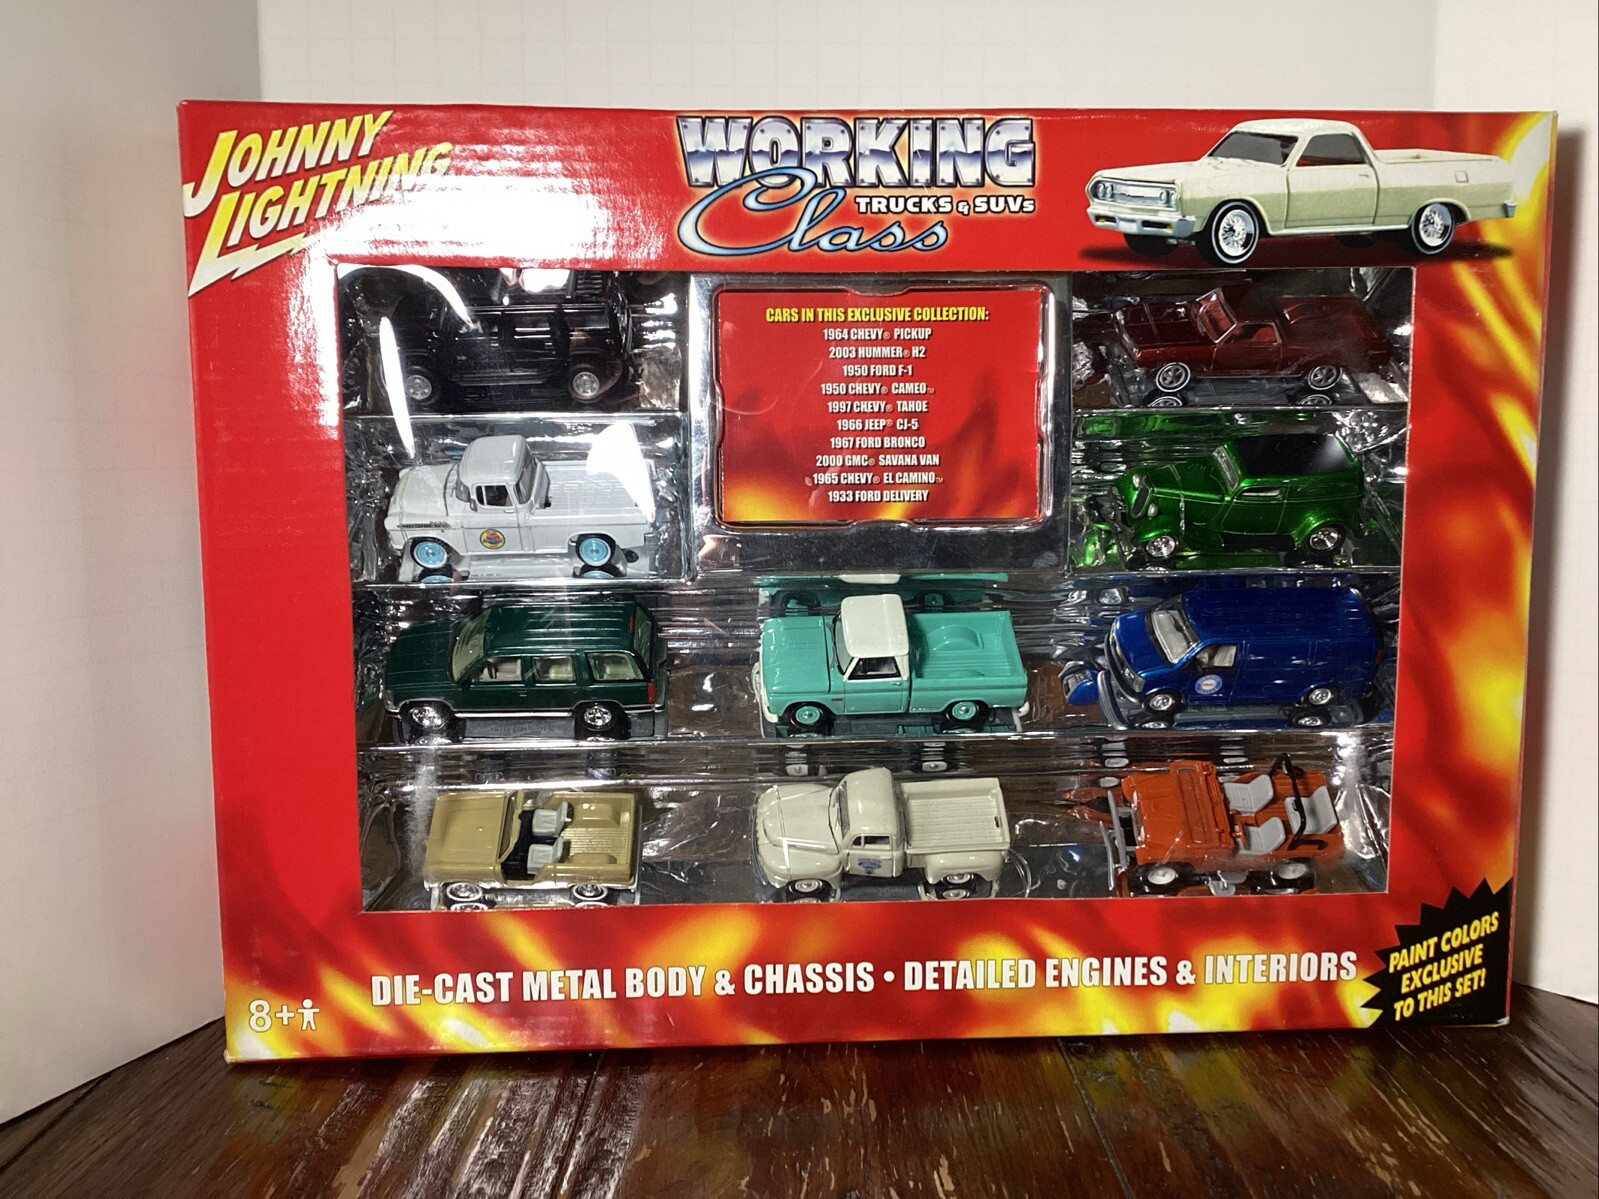 JOHNNY
LIGHTNING
WORKING
Class
TRUCKS & SUVs
CARS IN THIS EXCLUSIVE COLLECTION:
1964 CHEVY® PICKUP
2003 HUMMER® H2
1950 FORD F-1
1950 CHEVY® CAMEO™
1997 CHEVY® TAHOE
1966 JEEP® CJ-5
1967 FORD BRONCO
2000 GMC® SAVANA VAN
1965 CHEVY® EL CAMINO™
1933 FORD DELIVERY
DIE-CAST METAL BODY & CHASSIS • DETAILED ENGINES & INTERIORS
8+
PAINT COLORS
EXCLUSIVE
TO THIS SET!